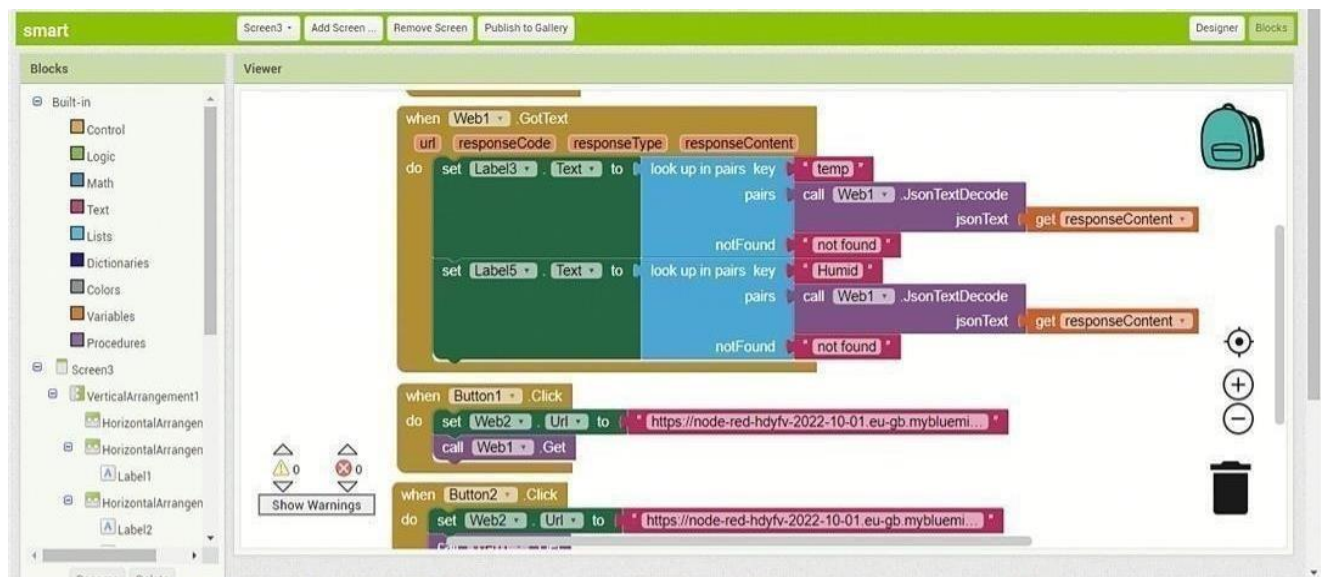 smart
Screen3
Add Screen ...
Remove Screen
Publish to Gallery
Designer
Blocks
Blocks
Viewer
Built-in
Control
Logic
Math
Text
Lists
Dictionaries
Colors
Variables
Procedures
Screen3
VerticalArrangement1
HorizontalArrangen
HorizontalArrangen
Label1
HorizontalArrangen
Label2
when Web1 .GotText
url responseCode responseType responseContent
do set Label3 . Text to look up in pairs key " temp "
pairs call Web1 .JsonTextDecode
jsonText get responseContent
notFound " not found "
set Label5 . Text to look up in pairs key " Humid "
pairs call Web1 .JsonTextDecode
jsonText get responseContent
notFound " not found "
when Button1 .Click
do set Web2 . Url to " https://node-red-hdyfv-2022-10-01.eu-gb.mybluemi... "
call Web1 .Get
when Button2 .Click
do set Web2 . Url to " https://node-red-hdyfv-2022-10-01.eu-gb.mybluemi... "
0 0
Show Warnings